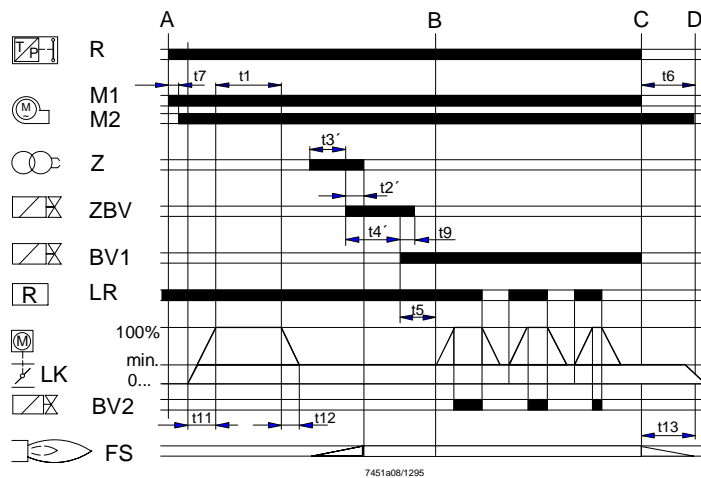 A B C D
T P R
t7 t1 t6
M ~ M1
M2
t3´
Z
t2´
ZBV
t4´ t9
BV1
R LR
t5
100%
M
min.
LK
0...
BV2
t11 t12 t13
FS
7451a08/1295